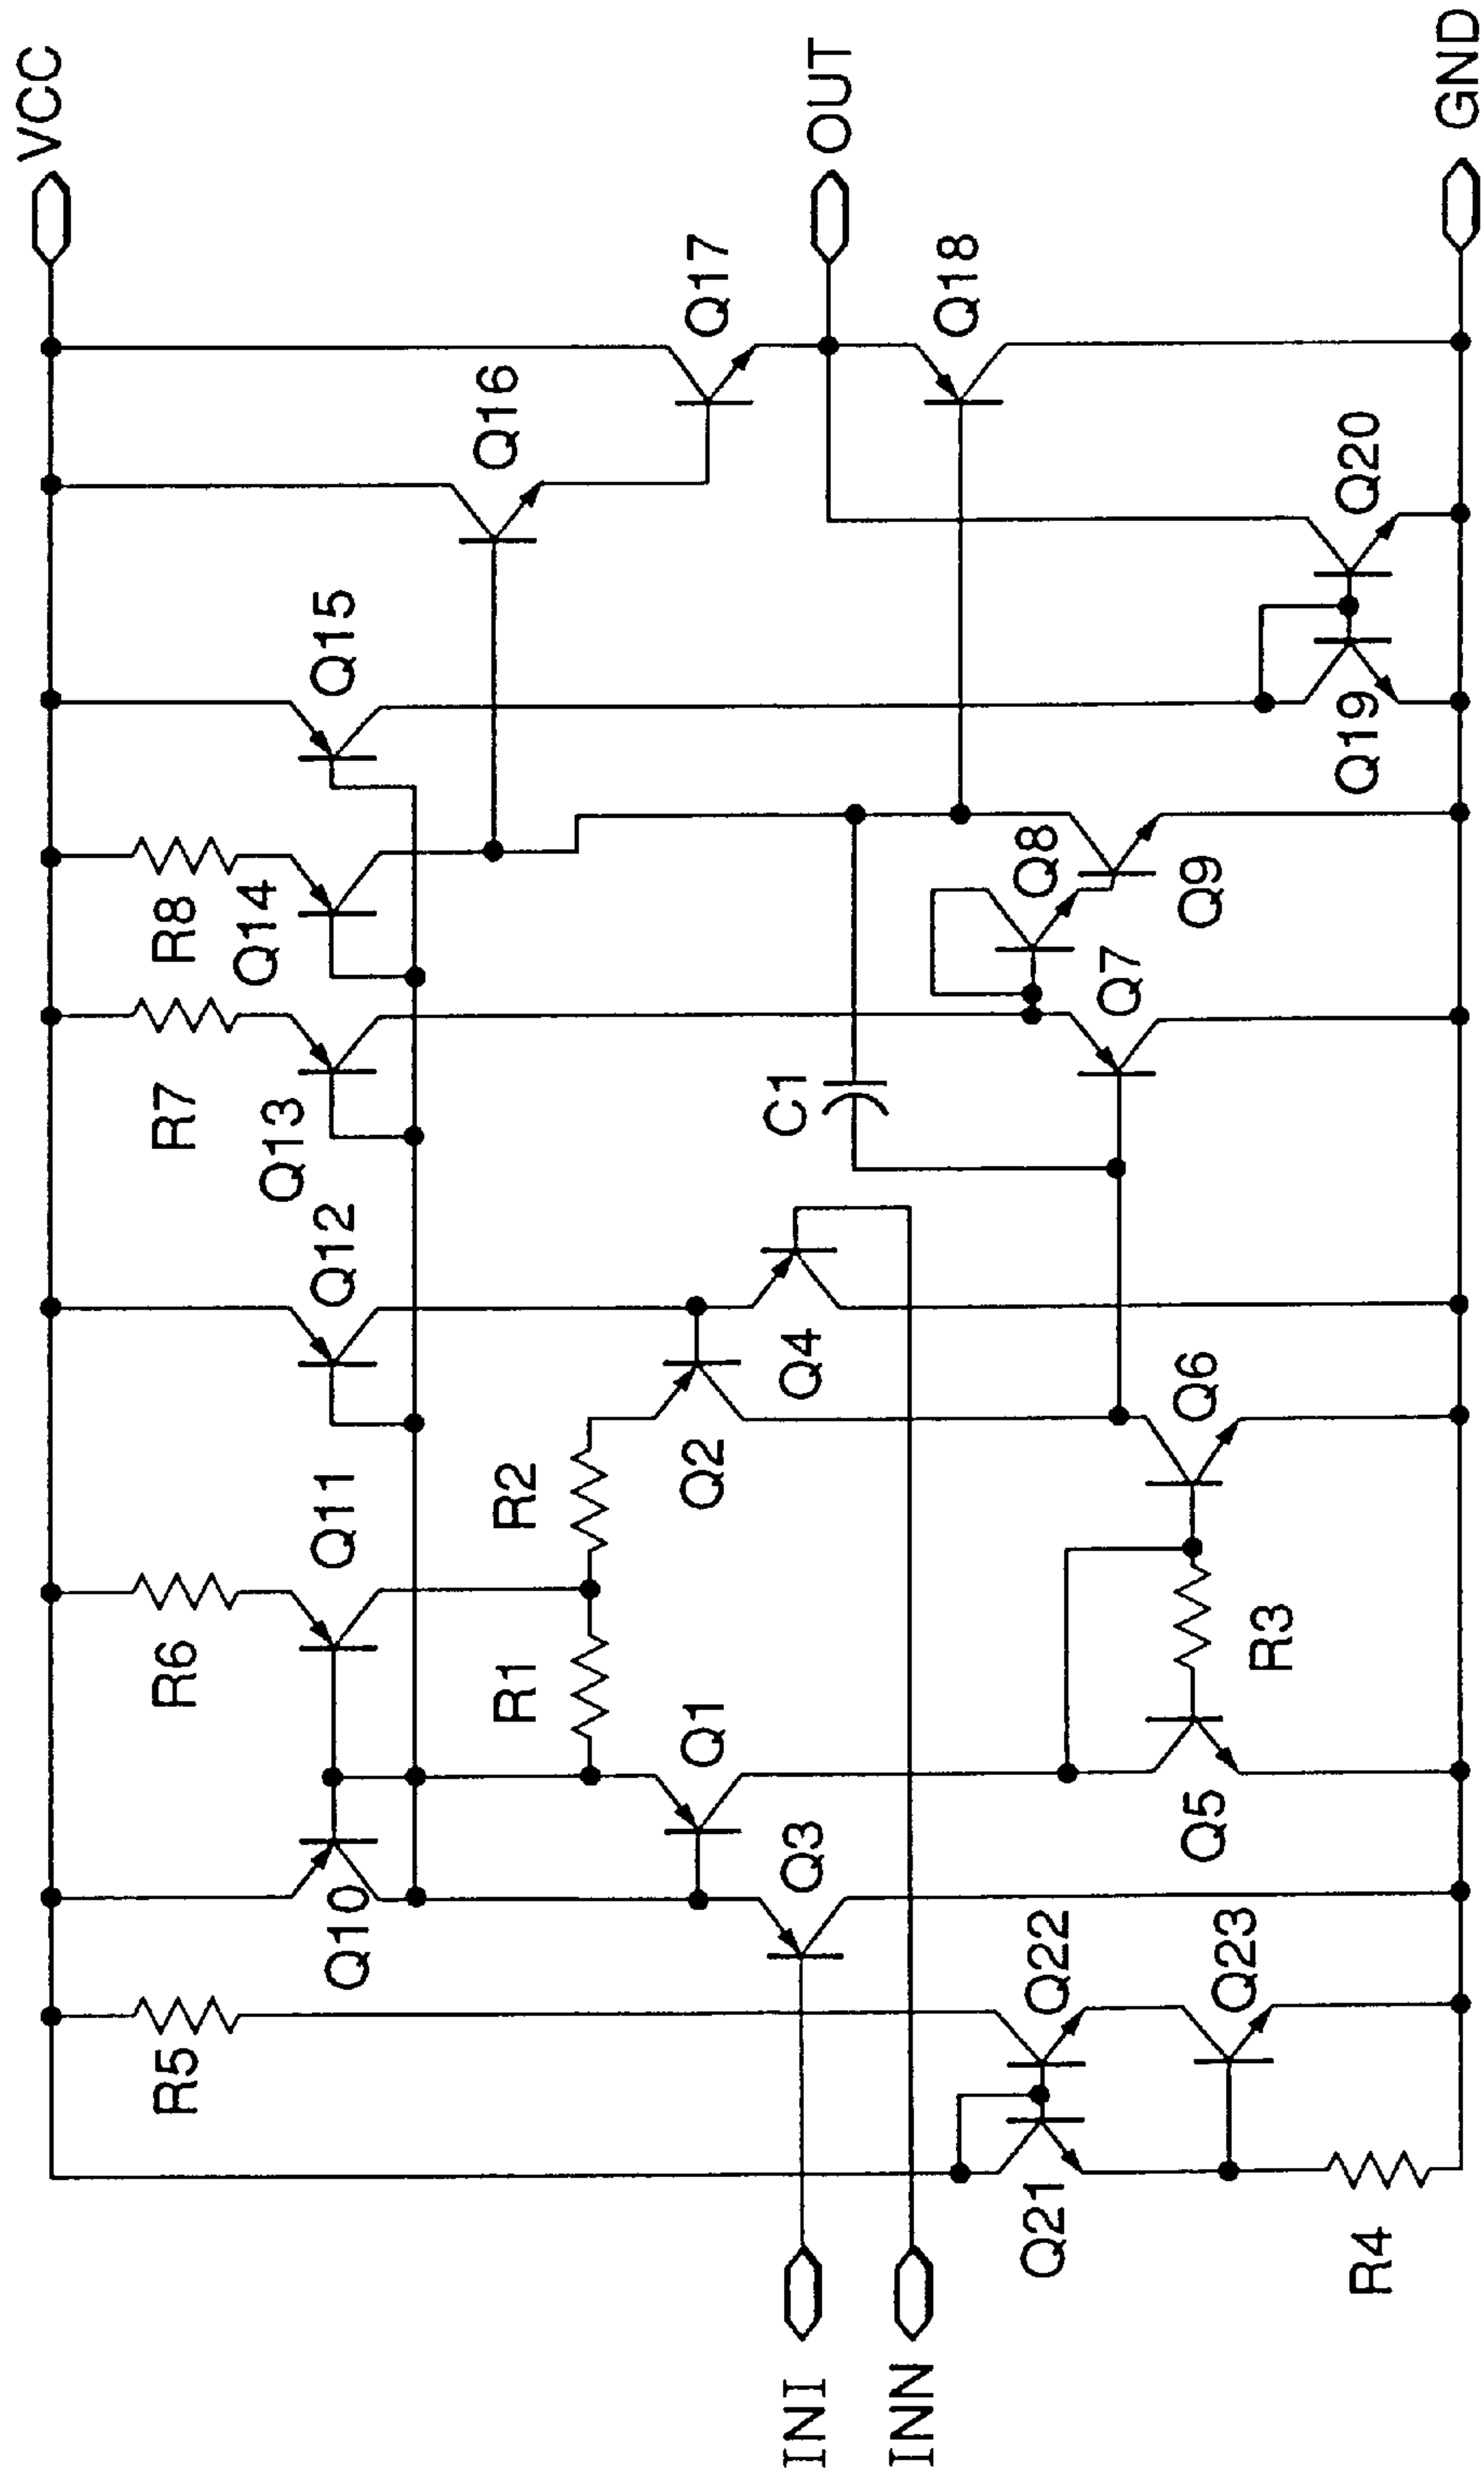 VCC
R5
R6
R7
R8
Q10
Q11
Q12
Q13
Q14
Q15
Q16
R1
R2
Q1
Q2
Q17
INI
Q3
Q4
C1
OUT
INN
Q18
Q21
Q22
Q7
Q8
Q5
Q6
Q9
Q23
R3
R4
Q19
Q20
GND